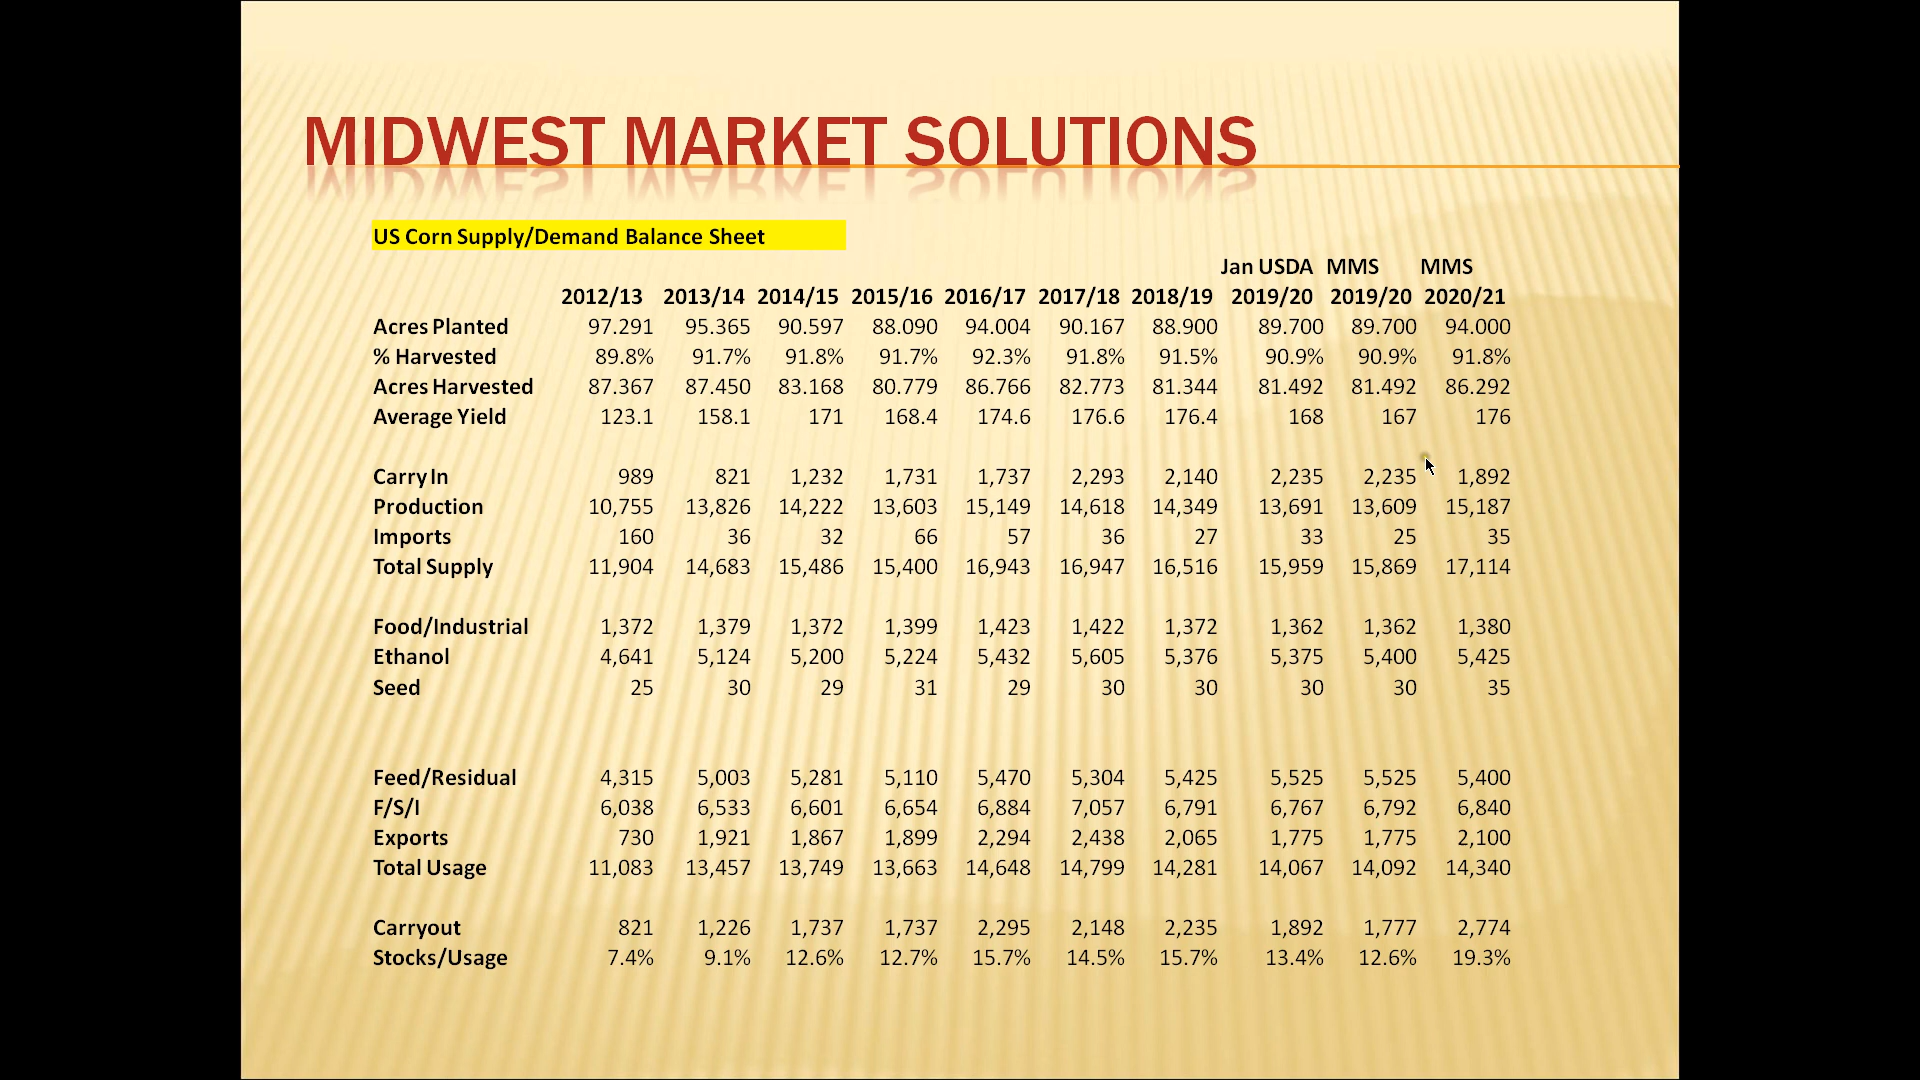 MIDWEST MARKET SOLUTIONS
US Corn Supply/Demand Balance Sheet
Jan USDA MMS MMS
2012/13 2013/14 2014/15 2015/16 2016/17 2017/18 2018/19 2019/20 2019/20 2020/21
Acres Planted 97.291 95.365 90.597 88.090 94.004 90.167 88.900 89.700 89.700 94.000
% Harvested 89.8% 91.7% 91.8% 91.7% 92.3% 91.8% 91.5% 90.9% 90.9% 91.8%
Acres Harvested 87.367 87.450 83.168 80.779 86.766 82.773 81.344 81.492 81.492 86.292
Average Yield 123.1 158.1 171 168.4 174.6 176.6 176.4 168 167 176
Carry In 989 821 1,232 1,731 1,737 2,293 2,140 2,235 2,235 1,892
Production 10,755 13,826 14,222 13,603 15,149 14,618 14,349 13,691 13,609 15,187
Imports 160 36 32 66 57 36 27 33 25 35
Total Supply 11,904 14,683 15,486 15,400 16,943 16,947 16,516 15,959 15,869 17,114
Food/Industrial 1,372 1,379 1,372 1,399 1,423 1,422 1,372 1,362 1,362 1,380
Ethanol 4,641 5,124 5,200 5,224 5,432 5,605 5,376 5,375 5,400 5,425
Seed 25 30 29 31 29 30 30 30 30 35
Feed/Residual 4,315 5,003 5,281 5,110 5,470 5,304 5,425 5,525 5,525 5,400
F/S/I 6,038 6,533 6,601 6,654 6,884 7,057 6,791 6,767 6,792 6,840
Exports 730 1,921 1,867 1,899 2,294 2,438 2,065 1,775 1,775 2,100
Total Usage 11,083 13,457 13,749 13,663 14,648 14,799 14,281 14,067 14,092 14,340
Carryout 821 1,226 1,737 1,737 2,295 2,148 2,235 1,892 1,777 2,774
Stocks/Usage 7.4% 9.1% 12.6% 12.7% 15.7% 14.5% 15.7% 13.4% 12.6% 19.3%